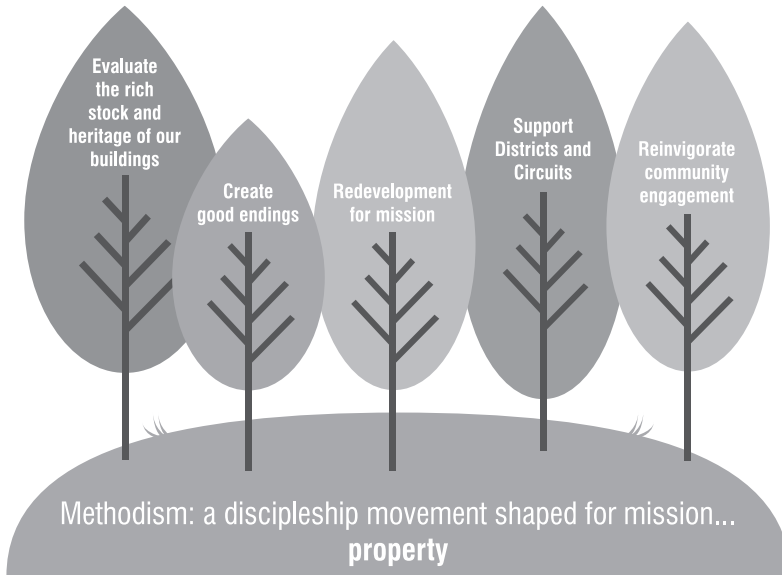 Evaluate
the rich
stock and
heritage of our
buildings
Create
good endings
Redevelopment
for mission
Support
Districts and
Circuits
Reinvigorate
community
engagement
Methodism: a discipleship movement shaped for mission...
property